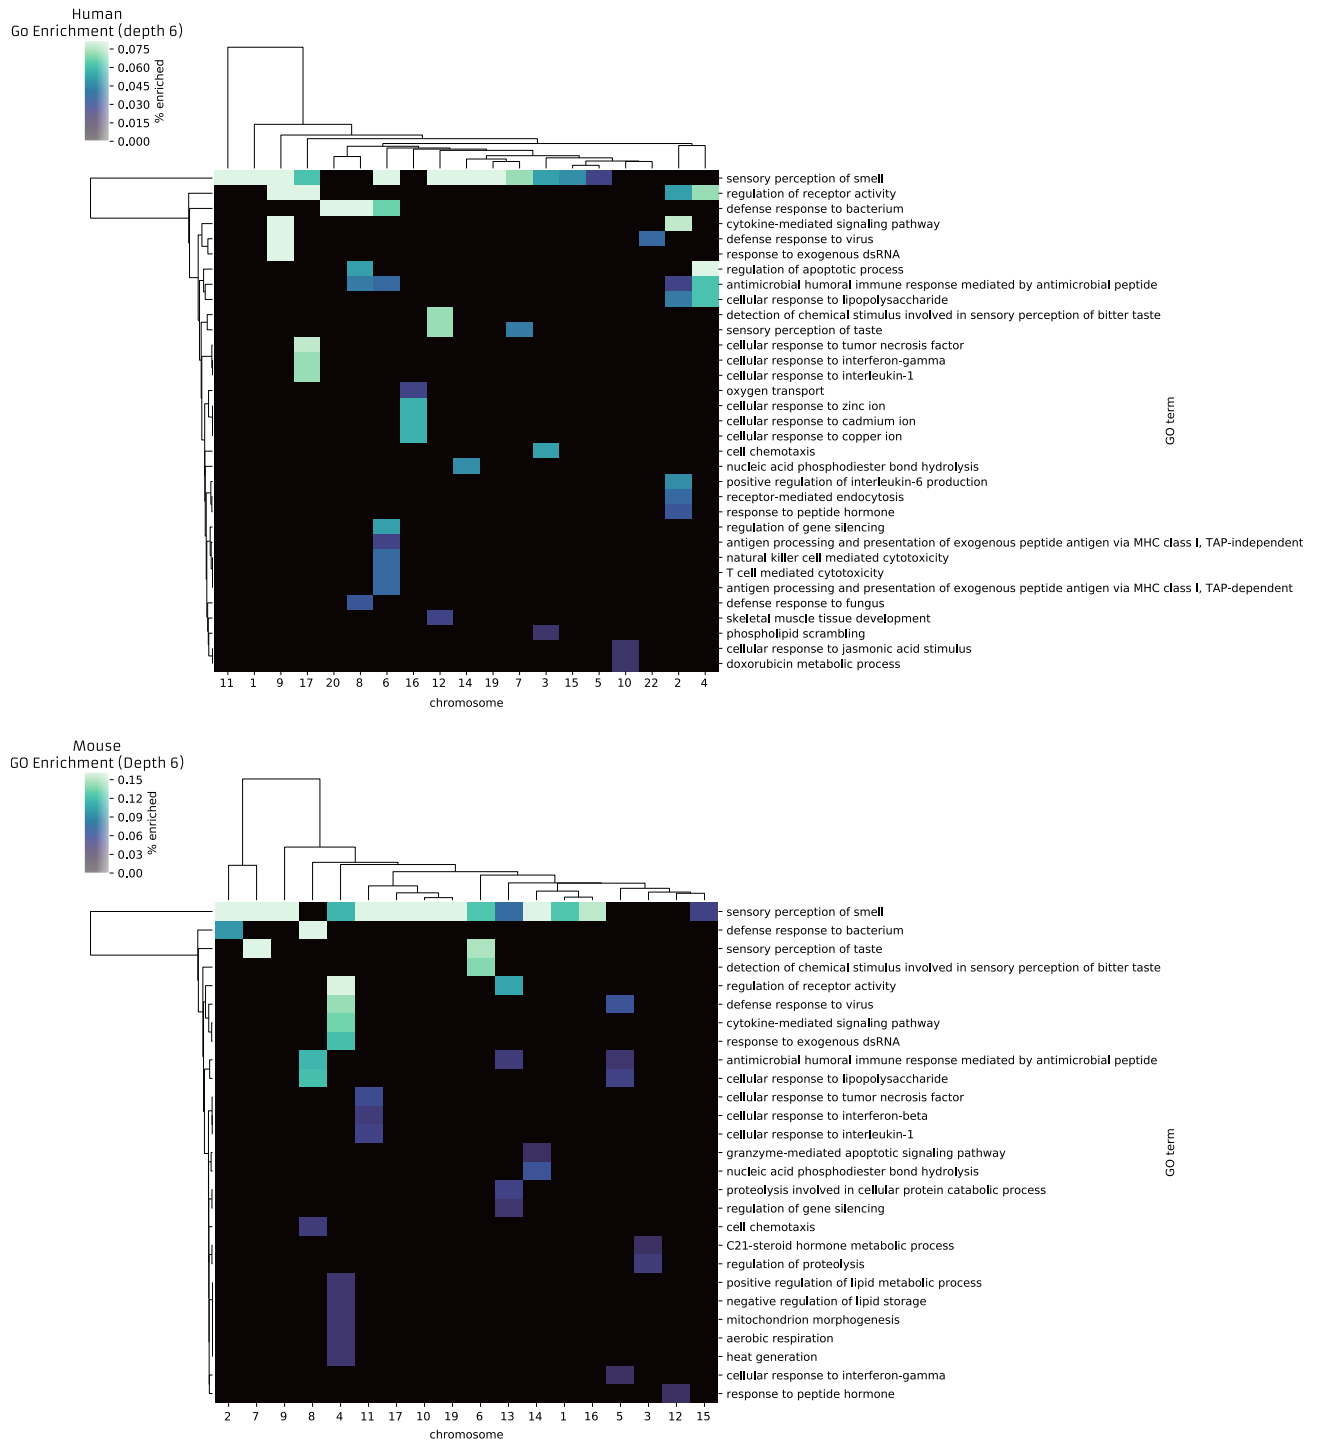 Human
Go Enrichment (depth 6)
0.075
0.060
0.045
0.030
0.015
0.000
% enriched
sensory perception of smell
regulation of receptor activity
defense response to bacterium
cytokine-mediated signaling pathway
defense response to virus
response to exogenous dsRNA
regulation of apoptotic process
antimicrobial humoral immune response mediated by antimicrobial peptide
cellular response to lipopolysaccharide
detection of chemical stimulus involved in sensory perception of bitter taste
sensory perception of taste
cellular response to tumor necrosis factor
cellular response to interferon-gamma
cellular response to interleukin-1
oxygen transport
cellular response to zinc ion
cellular response to cadmium ion
cellular response to copper ion
cell chemotaxis
nucleic acid phosphodiester bond hydrolysis
positive regulation of interleukin-6 production
receptor-mediated endocytosis
response to peptide hormone
regulation of gene silencing
antigen processing and presentation of exogenous peptide antigen via MHC class I, TAP-independent
natural killer cell mediated cytotoxicity
T cell mediated cytotoxicity
antigen processing and presentation of exogenous peptide antigen via MHC class I, TAP-dependent
defense response to fungus
skeletal muscle tissue development
phospholipid scrambling
cellular response to jasmonic acid stimulus
doxorubicin metabolic process
GO term
11 1 9 17 20 8 6 16 12 14 19 7 3 15 5 10 22 2 4
chromosome
Mouse
GO Enrichment (Depth 6)
0.15
0.12
0.09
0.06
0.03
0.00
% enriched
sensory perception of smell
defense response to bacterium
sensory perception of taste
detection of chemical stimulus involved in sensory perception of bitter taste
regulation of receptor activity
defense response to virus
cytokine-mediated signaling pathway
response to exogenous dsRNA
antimicrobial humoral immune response mediated by antimicrobial peptide
cellular response to lipopolysaccharide
cellular response to tumor necrosis factor
cellular response to interferon-beta
cellular response to interleukin-1
granzyme-mediated apoptotic signaling pathway
nucleic acid phosphodiester bond hydrolysis
proteolysis involved in cellular protein catabolic process
regulation of gene silencing
cell chemotaxis
C21-steroid hormone metabolic process
regulation of proteolysis
positive regulation of lipid metabolic process
negative regulation of lipid storage
mitochondrion morphogenesis
aerobic respiration
heat generation
cellular response to interferon-gamma
response to peptide hormone
GO term
2 7 9 8 4 11 17 10 19 6 13 14 1 16 5 3 12 15
chromosome